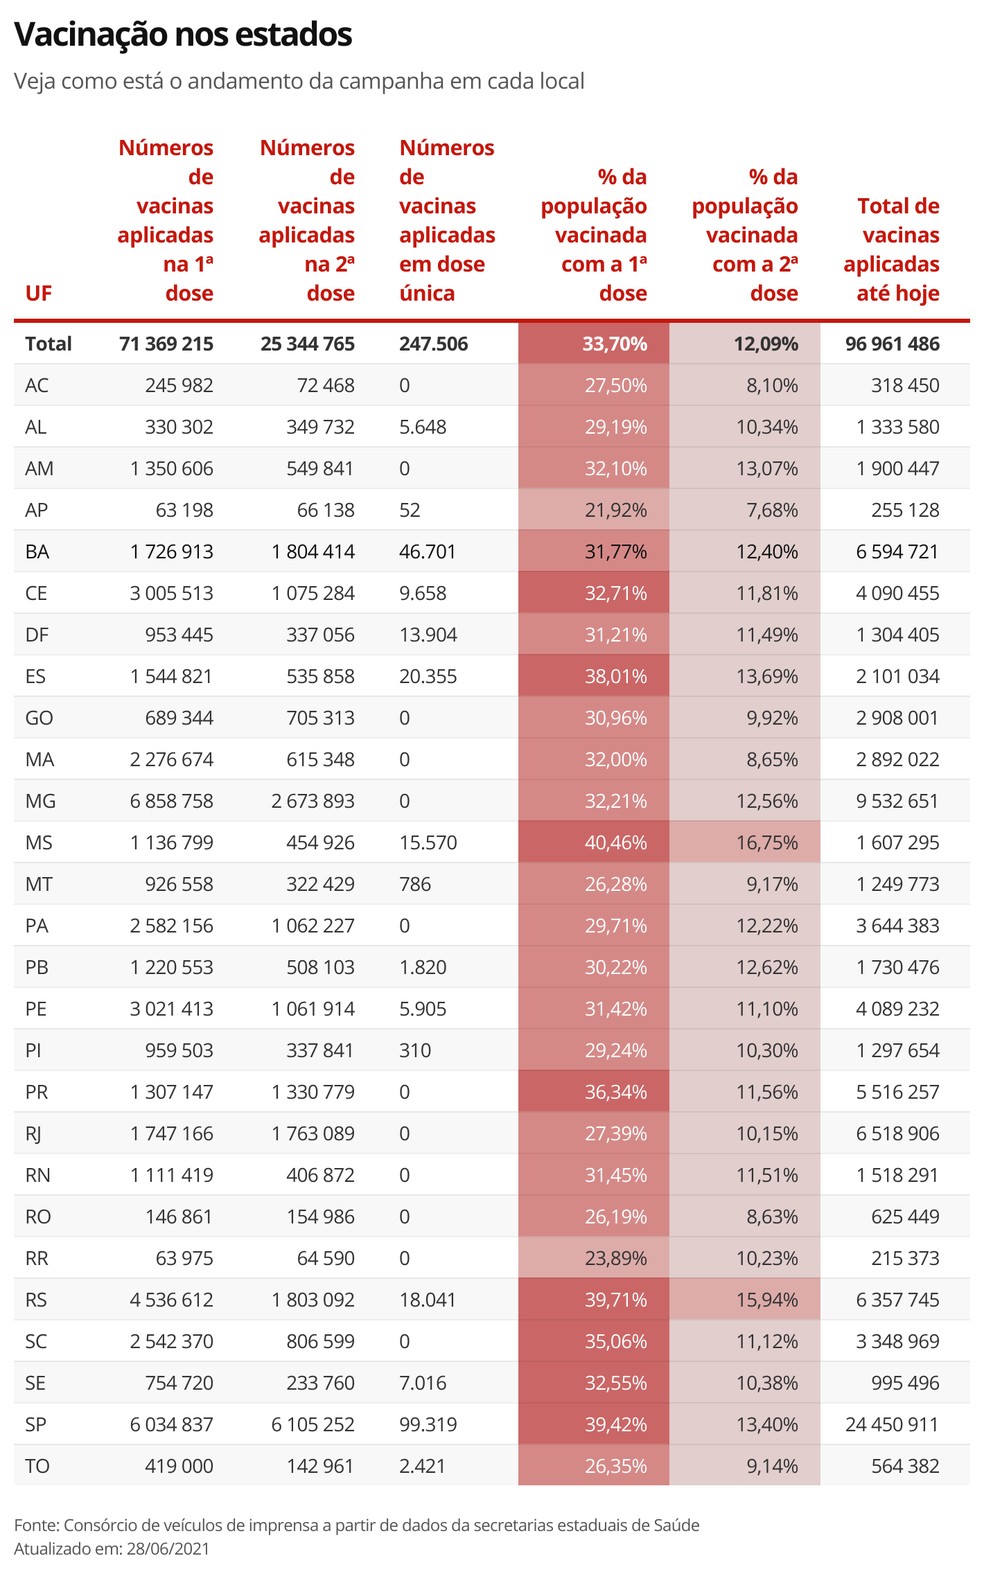 Vacinação nos estados
Veja como está o andamento da campanha em cada local
UF
Números de vacinas aplicadas na 1ª dose
Números de vacinas aplicadas na 2ª dose
Números de vacinas aplicadas em dose única
% da população vacinada com a 1ª dose
% da população vacinada com a 2ª dose
Total de vacinas aplicadas até hoje
Total 71 369 215 25 344 765 247.506 33,70% 12,09% 96 961 486
AC 245 982 72 468 0 27,50% 8,10% 318 450
AL 330 302 349 732 5.648 29,19% 10,34% 1 333 580
AM 1 350 606 549 841 0 32,10% 13,07% 1 900 447
AP 63 198 66 138 52 21,92% 7,68% 255 128
BA 1 726 913 1 804 414 46.701 31,77% 12,40% 6 594 721
CE 3 005 513 1 075 284 9.658 32,71% 11,81% 4 090 455
DF 953 445 337 056 13.904 31,21% 11,49% 1 304 405
ES 1 544 821 535 858 20.355 38,01% 13,69% 2 101 034
GO 689 344 705 313 0 30,96% 9,92% 2 908 001
MA 2 276 674 615 348 0 32,00% 8,65% 2 892 022
MG 6 858 758 2 673 893 0 32,21% 12,56% 9 532 651
MS 1 136 799 454 926 15.570 40,46% 16,75% 1 607 295
MT 926 558 322 429 786 26,28% 9,17% 1 249 773
PA 2 582 156 1 062 227 0 29,71% 12,22% 3 644 383
PB 1 220 553 508 103 1.820 30,22% 12,62% 1 730 476
PE 3 021 413 1 061 914 5.905 31,42% 11,10% 4 089 232
PI 959 503 337 841 310 29,24% 10,30% 1 297 654
PR 1 307 147 1 330 779 0 36,34% 11,56% 5 516 257
RJ 1 747 166 1 763 089 0 27,39% 10,15% 6 518 906
RN 1 111 419 406 872 0 31,45% 11,51% 1 518 291
RO 146 861 154 986 0 26,19% 8,63% 625 449
RR 63 975 64 590 0 23,89% 10,23% 215 373
RS 4 536 612 1 803 092 18.041 39,71% 15,94% 6 357 745
SC 2 542 370 806 599 0 35,06% 11,12% 3 348 969
SE 754 720 233 760 7.016 32,55% 10,38% 995 496
SP 6 034 837 6 105 252 99.319 39,42% 13,40% 24 450 911
TO 419 000 142 961 2.421 26,35% 9,14% 564 382
Fonte: Consórcio de veículos de imprensa a partir de dados da secretarias estaduais de Saúde
Atualizado em: 28/06/2021